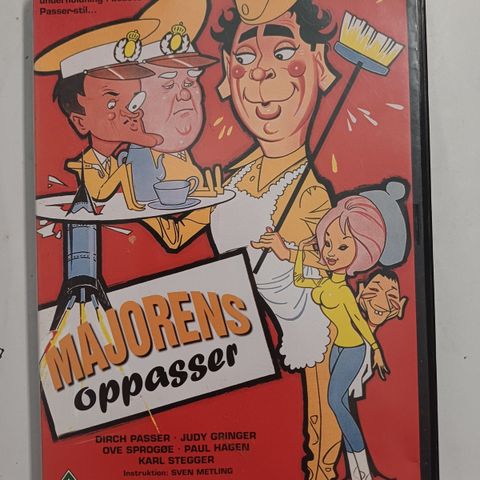 Passer-stil...
MAJORENS
oppasser
DIRCH PASSER · JUDY GRINGER
OVE SPROGØE · PAUL HAGEN
KARL STEGGER
Instruktion: SVEN METLING